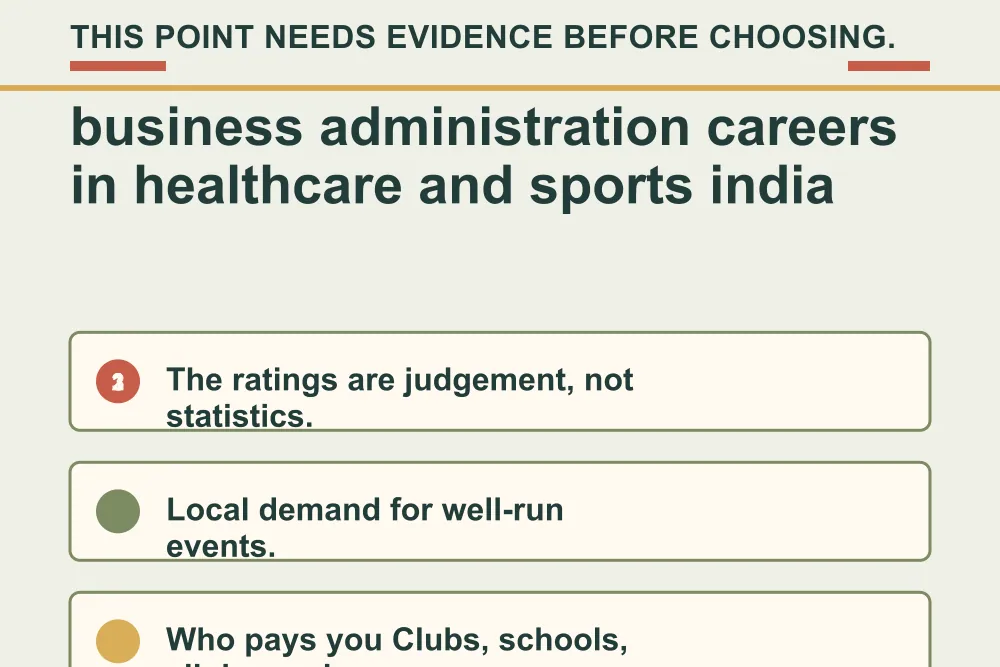 THIS POINT NEEDS EVIDENCE BEFORE CHOOSING.
business administration careers
in healthcare and sports india
The ratings are judgement, not
statistics.
Local demand for well-run
events.
Who pays you Clubs, schools,